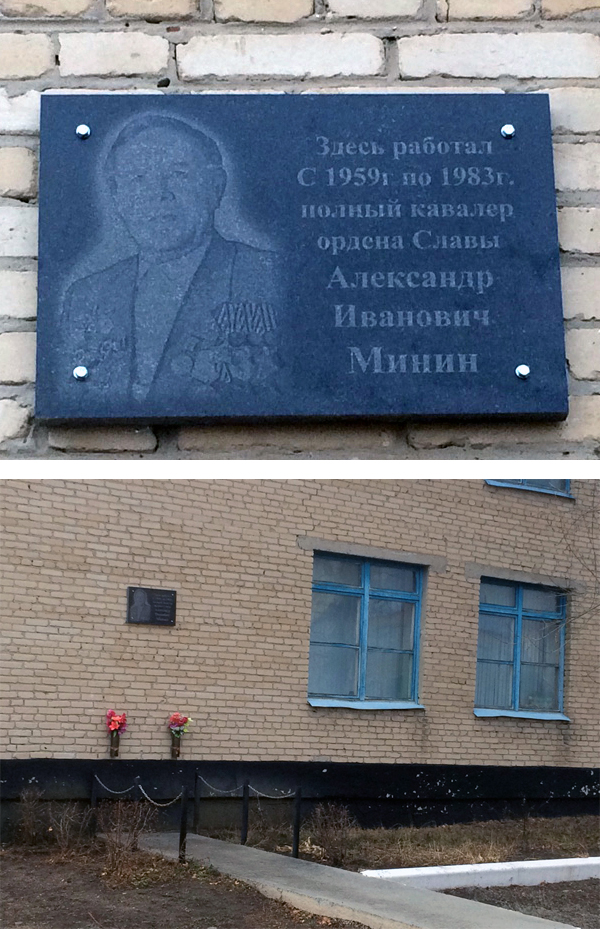 Здесь работал
С 1959г. по 1983г.
полный кавалер
ордена Славы
Александр
Иванович
Минин